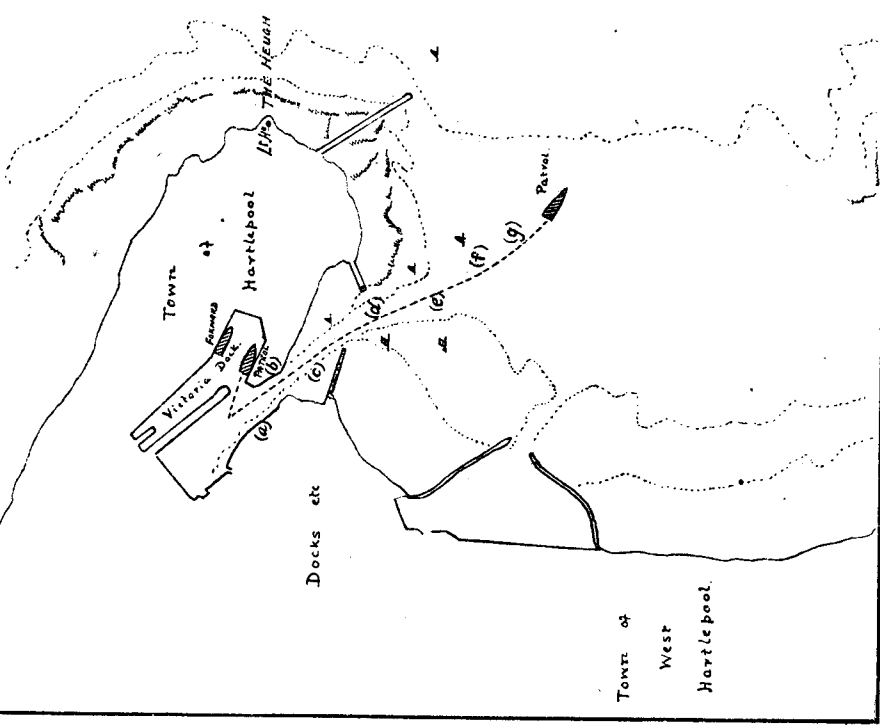 THE HEUGH
Lt.Ho.
Town
of
Hartlepool
Patrol
FORWARD
Victoria Dock
PATROL
(a)
(b)
(c)
(d)
(e)
(f)
(g)
Docks etc
Town of
West
Hartlepool.